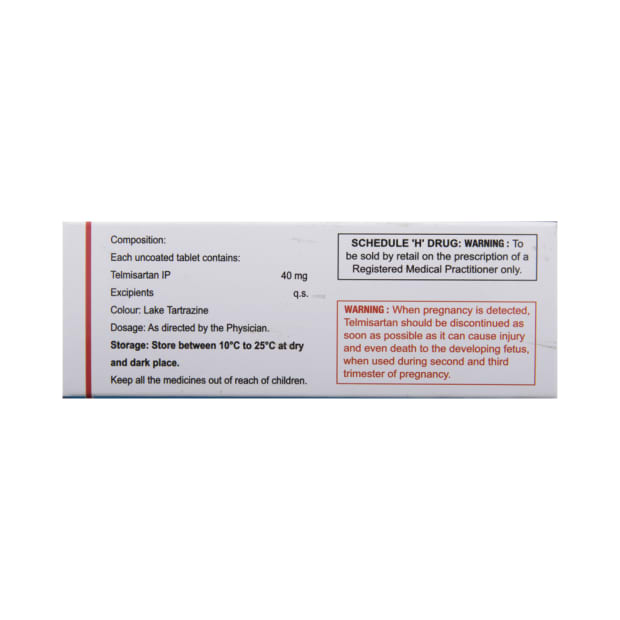 Composition:
Each uncoated tablet contains:
Telmisartan IP 40 mg
Excipients q.s.
Colour: Lake Tartrazine
Dosage: As directed by the Physician.
Storage: Store between 10°C to 25°C at dry
and dark place.
Keep all the medicines out of reach of children.
SCHEDULE 'H' DRUG: WARNING : To
be sold by retail on the prescription of a
Registered Medical Practitioner only.
WARNING : When pregnancy is detected,
Telmisartan should be discontinued as
soon as possible as it can cause injury
and even death to the developing fetus,
when used during second and third
trimester of pregnancy.